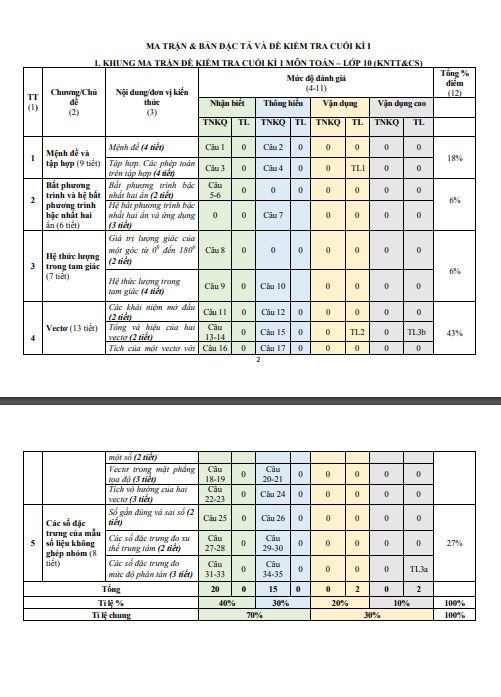 MA TRẬN & BẢN ĐẶC TẢ VÀ ĐỀ KIỂM TRA CUỐI KÌ I
1. KHUNG MA TRẬN ĐỀ KIỂM TRA CUỐI KÌ 1 MÔN TOÁN – LỚP 10 (KNTT&CS)
TT (1) Chương/Chủ đề (2) Nội dung/đơn vị kiến thức (3) Mức độ đánh giá (4-11) Tổng % điểm (12)
Nhận biết Thông hiểu Vận dụng Vận dụng cao
TNKQ TL TNKQ TL TNKQ TL TNKQ TL
1 Mệnh đề và tập hợp (9 tiết) Mệnh đề (4 tiết) Câu 1 0 Câu 2 0 0 0 0 0 18%
Tập hợp. Các phép toán trên tập hợp (4 tiết) Câu 3 0 Câu 4 0 0 TL1 0 0
2 Bất phương trình và hệ bất phương trình bậc nhất hai ẩn (6 tiết) Bất phương trình bậc nhất hai ẩn (2 tiết) Câu 5-6 0 0 0 0 0 0 0 6%
Hệ bất phương trình bậc nhất hai ẩn và ứng dụng (3 tiết) 0 0 Câu 7 0 0 0 0
3 Hệ thức lượng trong tam giác (7 tiết) Giá trị lượng giác của một góc từ 0⁰ đến 180⁰ (2 tiết) Câu 8 0 0 0 0 0 0 0 6%
Hệ thức lượng trong tam giác (4 tiết) Câu 9 0 Câu 10 0 0 0 0 0
4 Vectơ (13 tiết) Các khái niệm mở đầu (2 tiết) Câu 11 0 Câu 12 0 0 0 0 0 43%
Tổng và hiệu của hai vectơ (2 tiết) Câu 13-14 0 Câu 15 0 0 TL2 0 TL3b
Tích của một vectơ với Câu 16 0 Câu 17 0 0 0 0 0
2
một số (2 tiết)
Vectơ trong mặt phẳng tọa độ (3 tiết) Câu 18-19 0 Câu 20-21 0 0 0 0 0
Tích vô hướng của hai vectơ (3 tiết) Câu 22-23 0 Câu 24 0 0 0 0 0
5 Các số đặc trưng của mẫu số liệu không ghép nhóm (8 tiết) Số gần đúng và sai số (2 tiết) Câu 25 0 Câu 26 0 0 0 0 0 27%
Các số đặc trưng đo xu thế trung tâm (2 tiết) Câu 27-28 0 Câu 29-30 0 0 0 0 0
Các số đặc trưng đo mức độ phân tán (3 tiết) Câu 31-33 0 Câu 34-35 0 0 0 0 TL3a
Tổng 20 0 15 0 0 2 0 2
Tỉ lệ % 40% 30% 20% 10% 100%
Tỉ lệ chung 70% 30% 100%